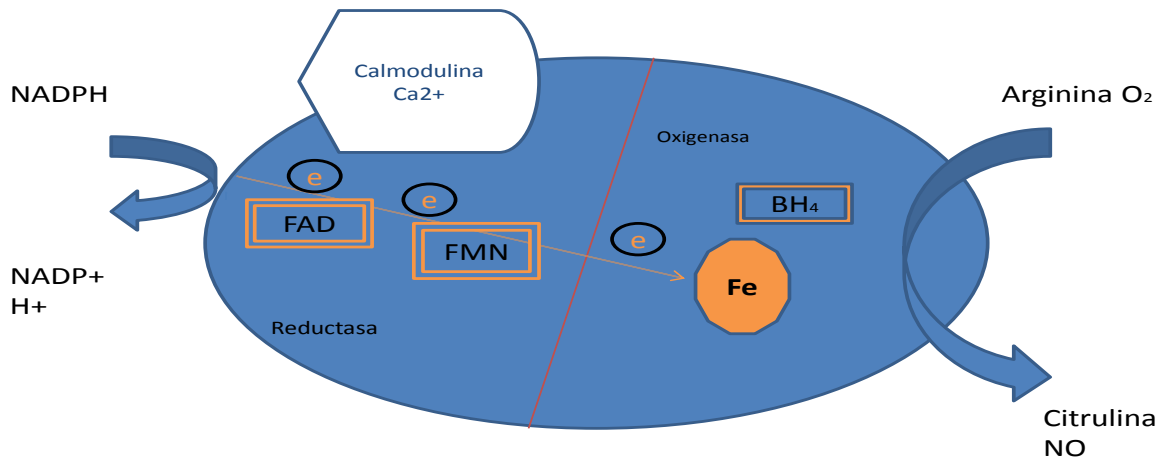 Calmodulina
Ca2+
NADPH
Arginina O₂
Oxigenasa
e
e
BH₄
FAD
e
FMN
NADP+
H+
Fe
Reductasa
Citrulina
NO